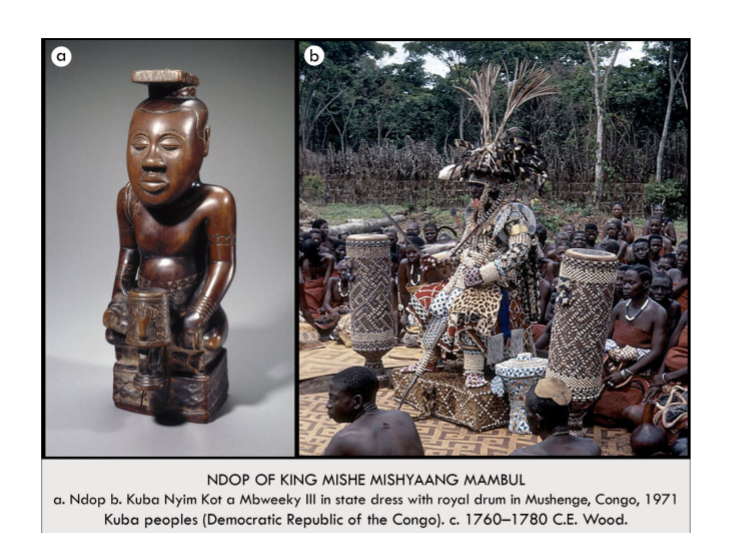 a
b
NDOP OF KING MISHE MISHYAANG MAMBUL
a. Ndop b. Kuba Nyim Kot a Mbweeky III in state dress with royal drum in Mushenge, Congo, 1971
Kuba peoples (Democratic Republic of the Congo). c. 1760–1780 C.E. Wood.